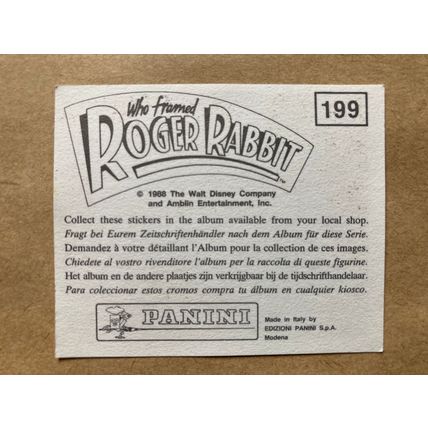 Who Framed
ROGER RABBIT™
199
© 1988 The Walt Disney Company
and Amblin Entertainment, Inc.
Collect these stickers in the album available from your local shop.
Fragt bei Eurem Zeitschriftenhändler nach dem Album für diese Serie.
Demandez à votre détaillant l'Album pour la collection de ces images.
Chiedete al vostro rivenditore l'album per la raccolta di queste figurine.
Het album en de andere plaatjes zijn verkrijgbaar bij de tijdschrifthandelaar.
Para coleccionar estos cromos compra tu álbum en cualquier kiosco.
PANINI
Made in Italy by
EDIZIONI PANINI S.p.A.
Modena